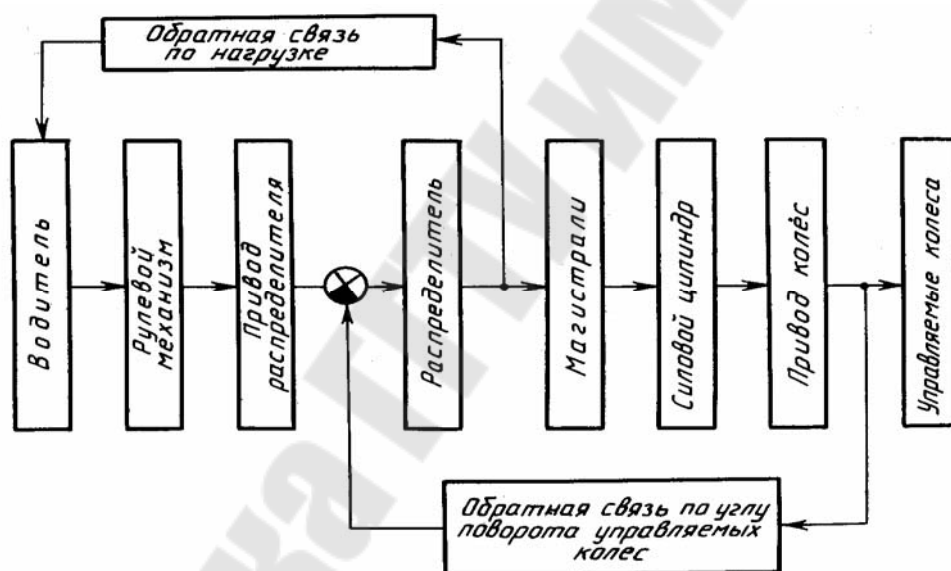 Обратная связь
по нагрузке
Водитель
Рулевой
механизм
Привод
распределителя
Распределитель
Магистрали
Силовой цилиндр
Привод колёс
Управляемые колеса
Обратная связь по углу
поворота управляемых
колес